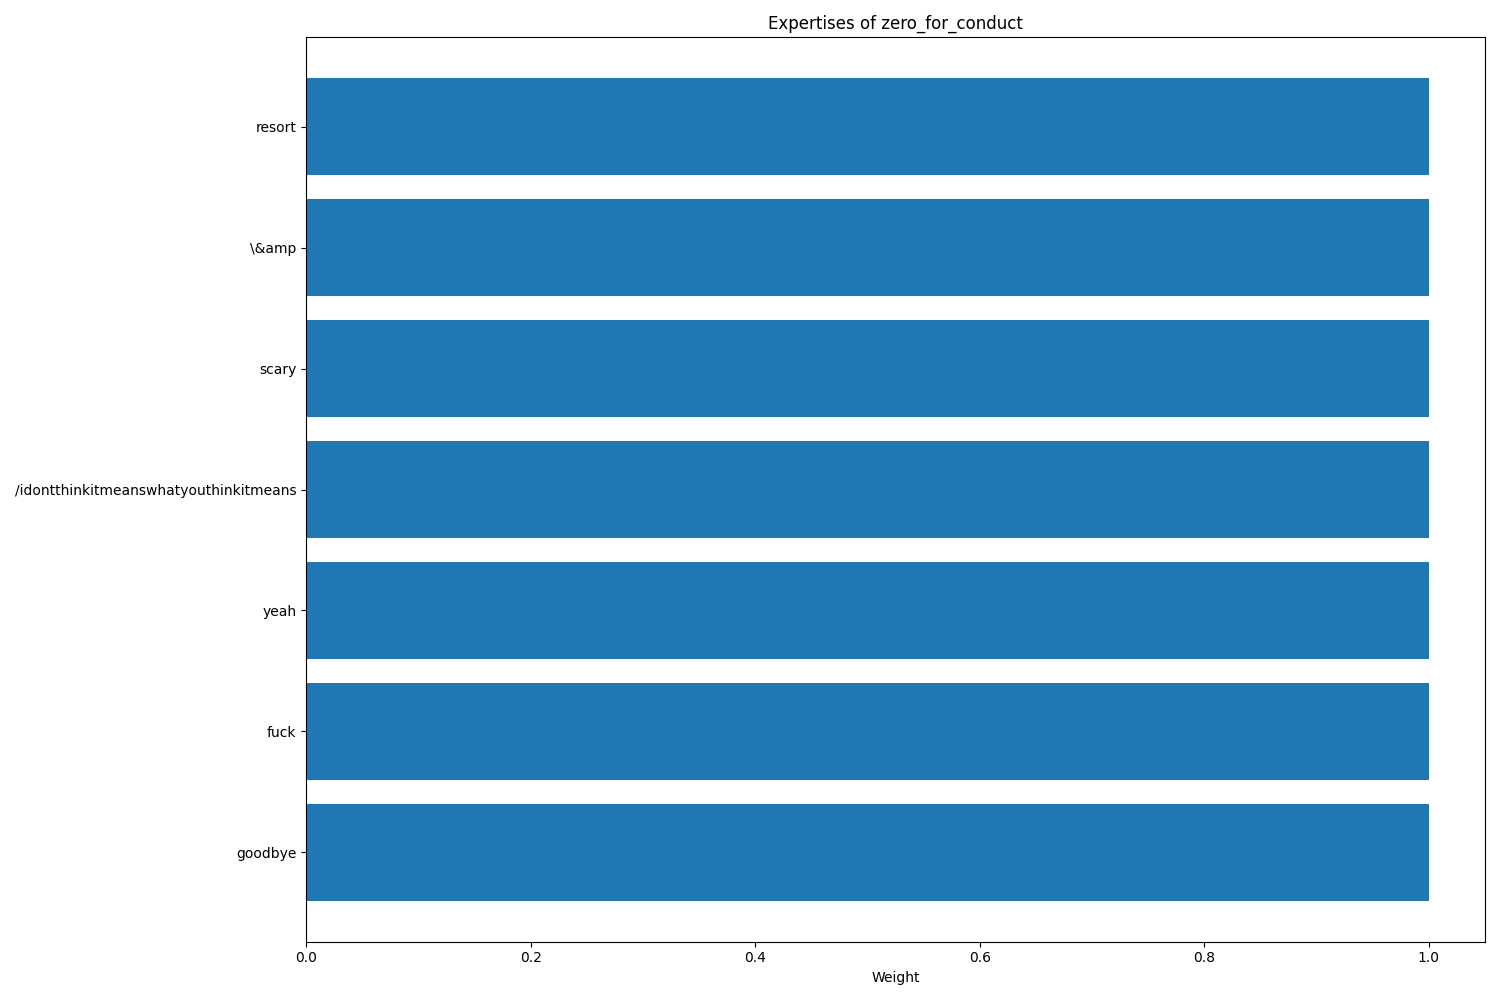 Expertises of zero_for_conduct
resort
\&amp
scary
/idontthinkitmeanswhatyouthinkitmeans
yeah
fuck
goodbye
0.0 0.2 0.4 0.6 0.8 1.0
Weight